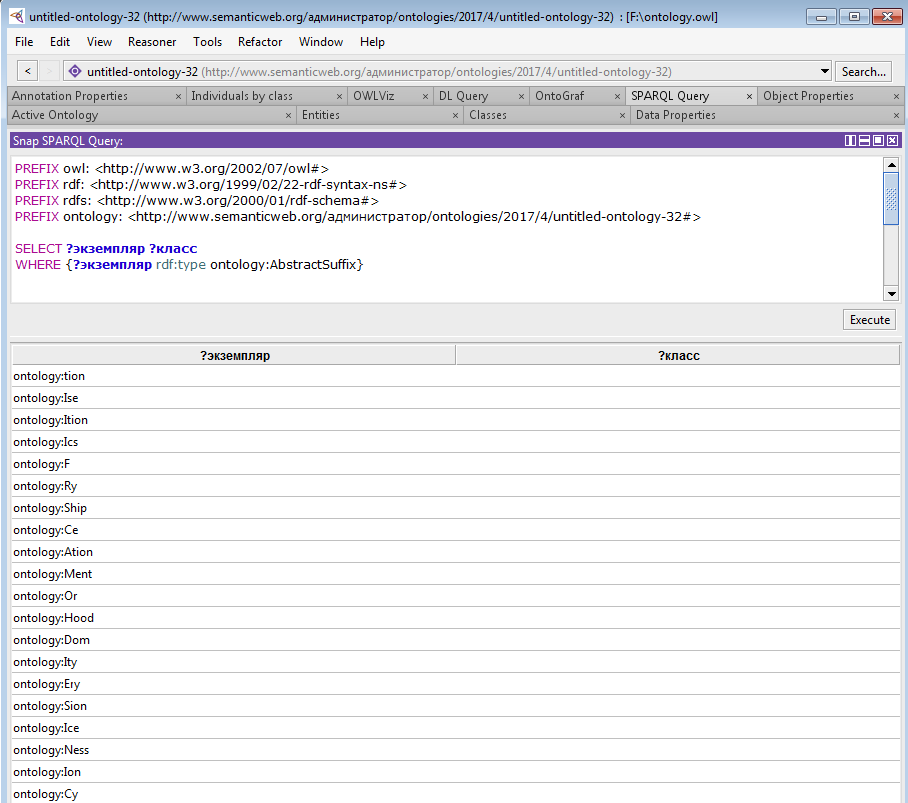 untitled-ontology-32 (http://www.semanticweb.org/администратор/ontologies/2017/4/untitled-ontology-32) : [F:\ontology.owl]
File Edit View Reasoner Tools Refactor Window Help
< > untitled-ontology-32 (http://www.semanticweb.org/администратор/ontologies/2017/4/untitled-ontology-32) Search...
Annotation Properties × Individuals by class × OWLViz × DL Query × OntoGraf × SPARQL Query × Object Properties ×
Active Ontology × Entities × Classes × Data Properties ×
Snap SPARQL Query:
PREFIX owl: <http://www.w3.org/2002/07/owl#>
PREFIX rdf: <http://www.w3.org/1999/02/22-rdf-syntax-ns#>
PREFIX rdfs: <http://www.w3.org/2000/01/rdf-schema#>
PREFIX ontology: <http://www.semanticweb.org/администратор/ontologies/2017/4/untitled-ontology-32#>
SELECT ?экземпляр ?класс
WHERE {?экземпляр rdf:type ontology:AbstractSuffix}
Execute
?экземпляр ?класс
ontology:tion
ontology:Ise
ontology:Ition
ontology:Ics
ontology:F
ontology:Ry
ontology:Ship
ontology:Ce
ontology:Ation
ontology:Ment
ontology:Or
ontology:Hood
ontology:Dom
ontology:Ity
ontology:Ery
ontology:Sion
ontology:Ice
ontology:Ness
ontology:Ion
ontology:Cy